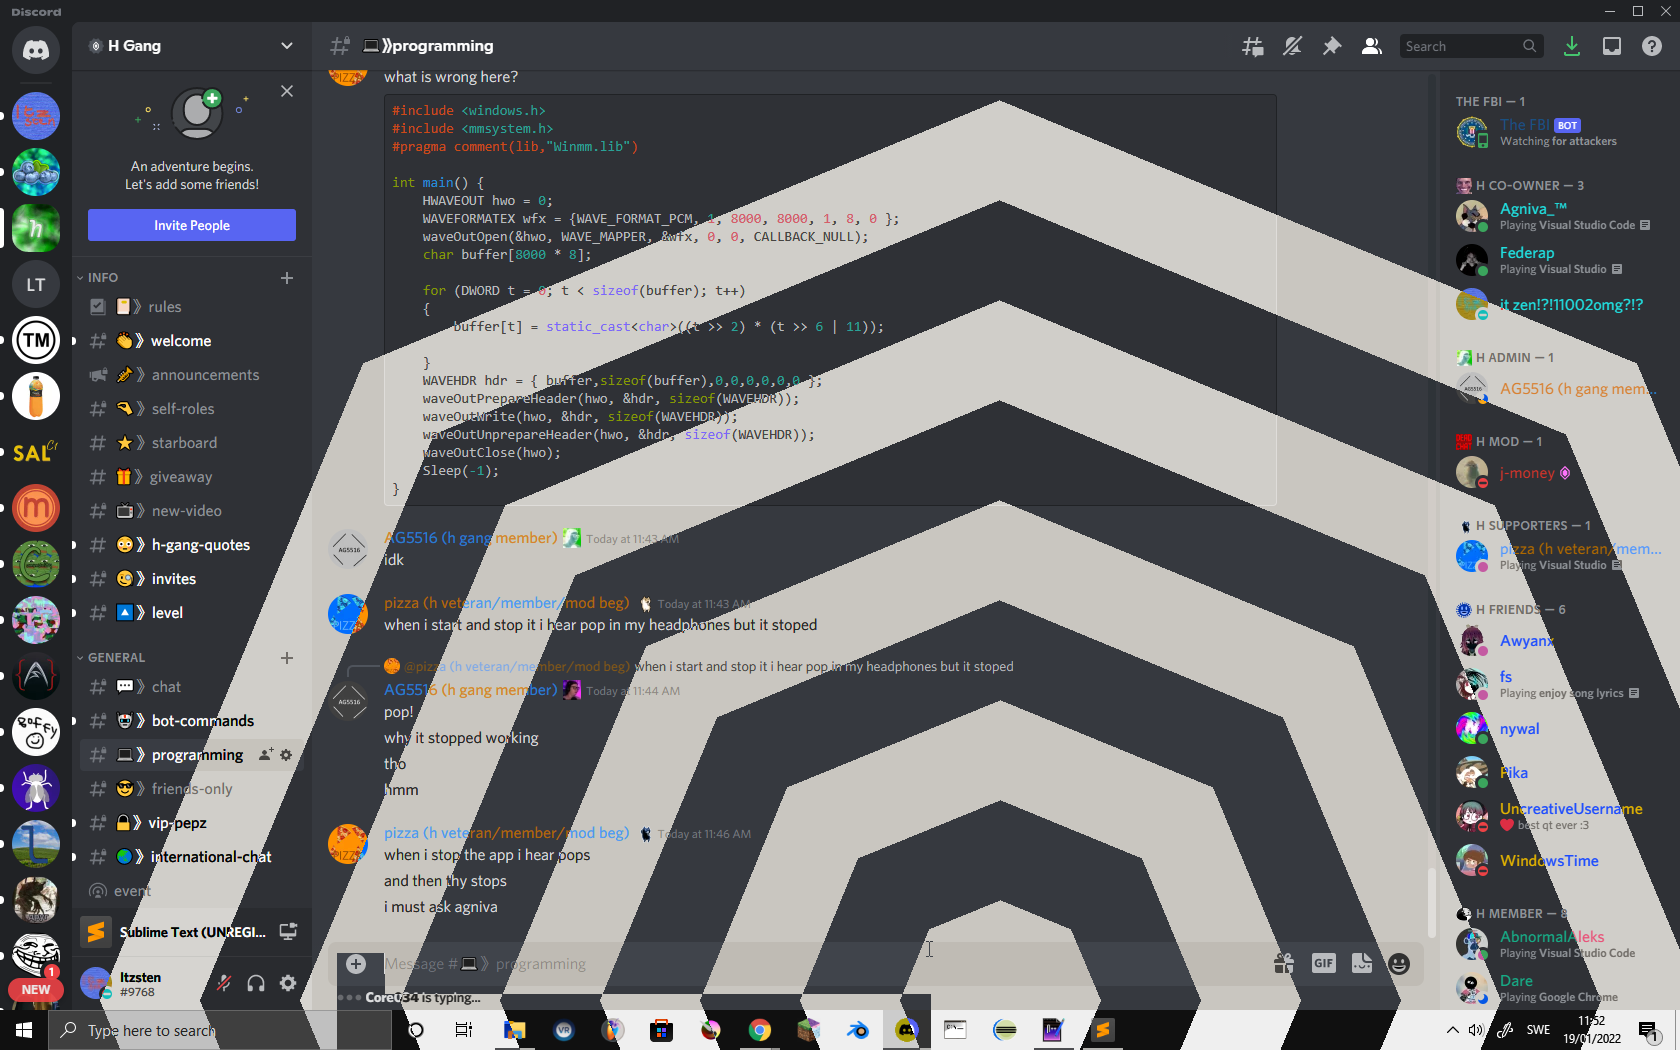 Discord
H Gang
An adventure begins.
Let's add some friends!
Invite People
INFO
rules
welcome
announcements
self-roles
starboard
giveaway
new-video
h-gang-quotes
invites
level
GENERAL
chat
bot-commands
programming
friends-only
vip-pepz
international-chat
event
Sublime Text (UNREGI...
Itzsten
#9768
LT
TM
SAL
NEW
1
》programming
Search
what is wrong here?
#include <windows.h>
#include <mmsystem.h>
#pragma comment(lib,"Winmm.lib")
int main() {
HWAVEOUT hwo = 0;
WAVEFORMATEX wfx = {WAVE_FORMAT_PCM, 1, 8000, 8000, 1, 8, 0 };
waveOutOpen(&hwo, WAVE_MAPPER, &wfx, 0, 0, CALLBACK_NULL);
char buffer[8000 * 8];
for (DWORD t = 0; t < sizeof(buffer); t++)
{
buffer[t] = static_cast<char>((t >> 2) * (t >> 6 | 11));
}
WAVEHDR hdr = { buffer,sizeof(buffer),0,0,0,0,0,0 };
waveOutPrepareHeader(hwo, &hdr, sizeof(WAVEHDR));
waveOutWrite(hwo, &hdr, sizeof(WAVEHDR));
waveOutUnprepareHeader(hwo, &hdr, sizeof(WAVEHDR));
waveOutClose(hwo);
Sleep(-1);
}
AG5516 (h gang member) Today at 11:43 AM
idk
pizza (h veteran/member/mod beg) Today at 11:43 AM
when i start and stop it i hear pop in my headphones but it stoped
@pizza (h veteran/member/mod beg) when i start and stop it i hear pop in my headphones but it stoped
AG5516 (h gang member) Today at 11:44 AM
pop!
why it stopped working
tho
hmm
pizza (h veteran/member/mod beg) Today at 11:46 AM
when i stop the app i hear pops
and then thy stops
i must ask agniva
Message #》programming
GIF
is typing...
THE FBI — 1
The FBI BOT
Watching for attackers
H CO-OWNER — 3
Agniva_™
Playing Visual Studio Code
Federap
Playing Visual Studio
it zen!?!11002omg?!?
H ADMIN — 1
AG5516 (h gang mem...
H MOD — 1
j-money
H SUPPORTERS — 1
pizza (h veteran/mem...
Playing Visual Studio
H FRIENDS — 6
Awyanx
fs
Playing enjoy song lyrics
nywal
Pika
UncreativeUsername
best qt ever :3
WindowsTime
H MEMBER — 8
AbnormalAleks
Playing Visual Studio Code
Dare
Playing Google Chrome
Type here to search
SWE
11:52
19/01/2022
1